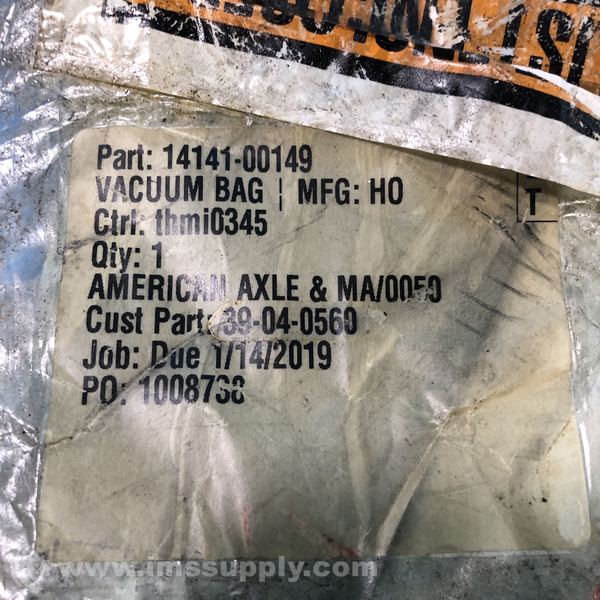 Part: 14141-00149
VACUUM BAG | MFG: HO
T
Ctrl: thmi0345
Qty: 1
AMERICAN AXLE & MA/0050
Cust Part: 39-04-0560
Job: Due 1/14/2019
PO:
www.imssupply.com